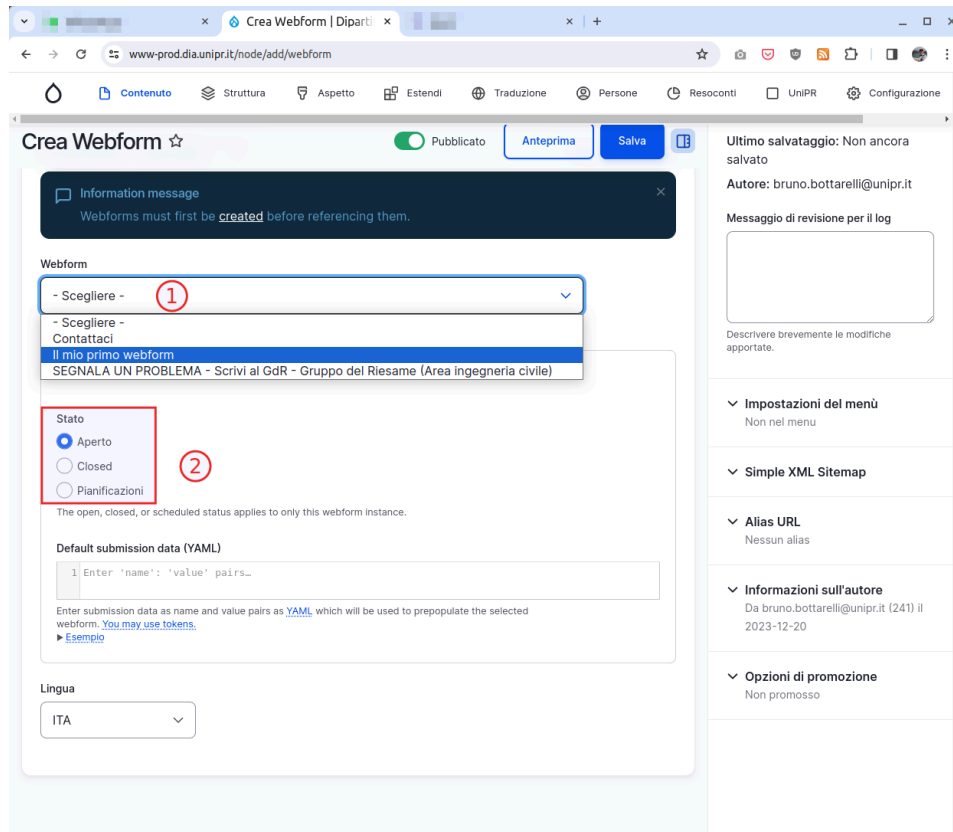 Crea Webform | Diparti
www-prod.dia.unipr.it/node/add/webform
Contenuto
Struttura
Aspetto
Estendi
Traduzione
Persone
Resoconti
UniPR
Configurazione
Crea Webform
Pubblicato
Anteprima
Salva
Information message
Webforms must first be created before referencing them.
Webform
- Scegliere -
1
- Scegliere -
Contattaci
Il mio primo webform
SEGNALA UN PROBLEMA - Scrivi al GdR - Gruppo del Riesame (Area ingegneria civile)
Stato
Aperto
Closed
Pianificazioni
2
The open, closed, or scheduled status applies to only this webform instance.
Default submission data (YAML)
1 Enter 'name': 'value' pairs…
Enter submission data as name and value pairs as YAML which will be used to prepopulate the selected
webform. You may use tokens.
Esempio
Lingua
ITA
Ultimo salvataggio: Non ancora
salvato
Autore: bruno.bottarelli@unipr.it
Messaggio di revisione per il log
Descrivere brevemente le modifiche
apportate.
Impostazioni del menù
Non nel menu
Simple XML Sitemap
Alias URL
Nessun alias
Informazioni sull'autore
Da bruno.bottarelli@unipr.it (241) il
2023-12-20
Opzioni di promozione
Non promosso